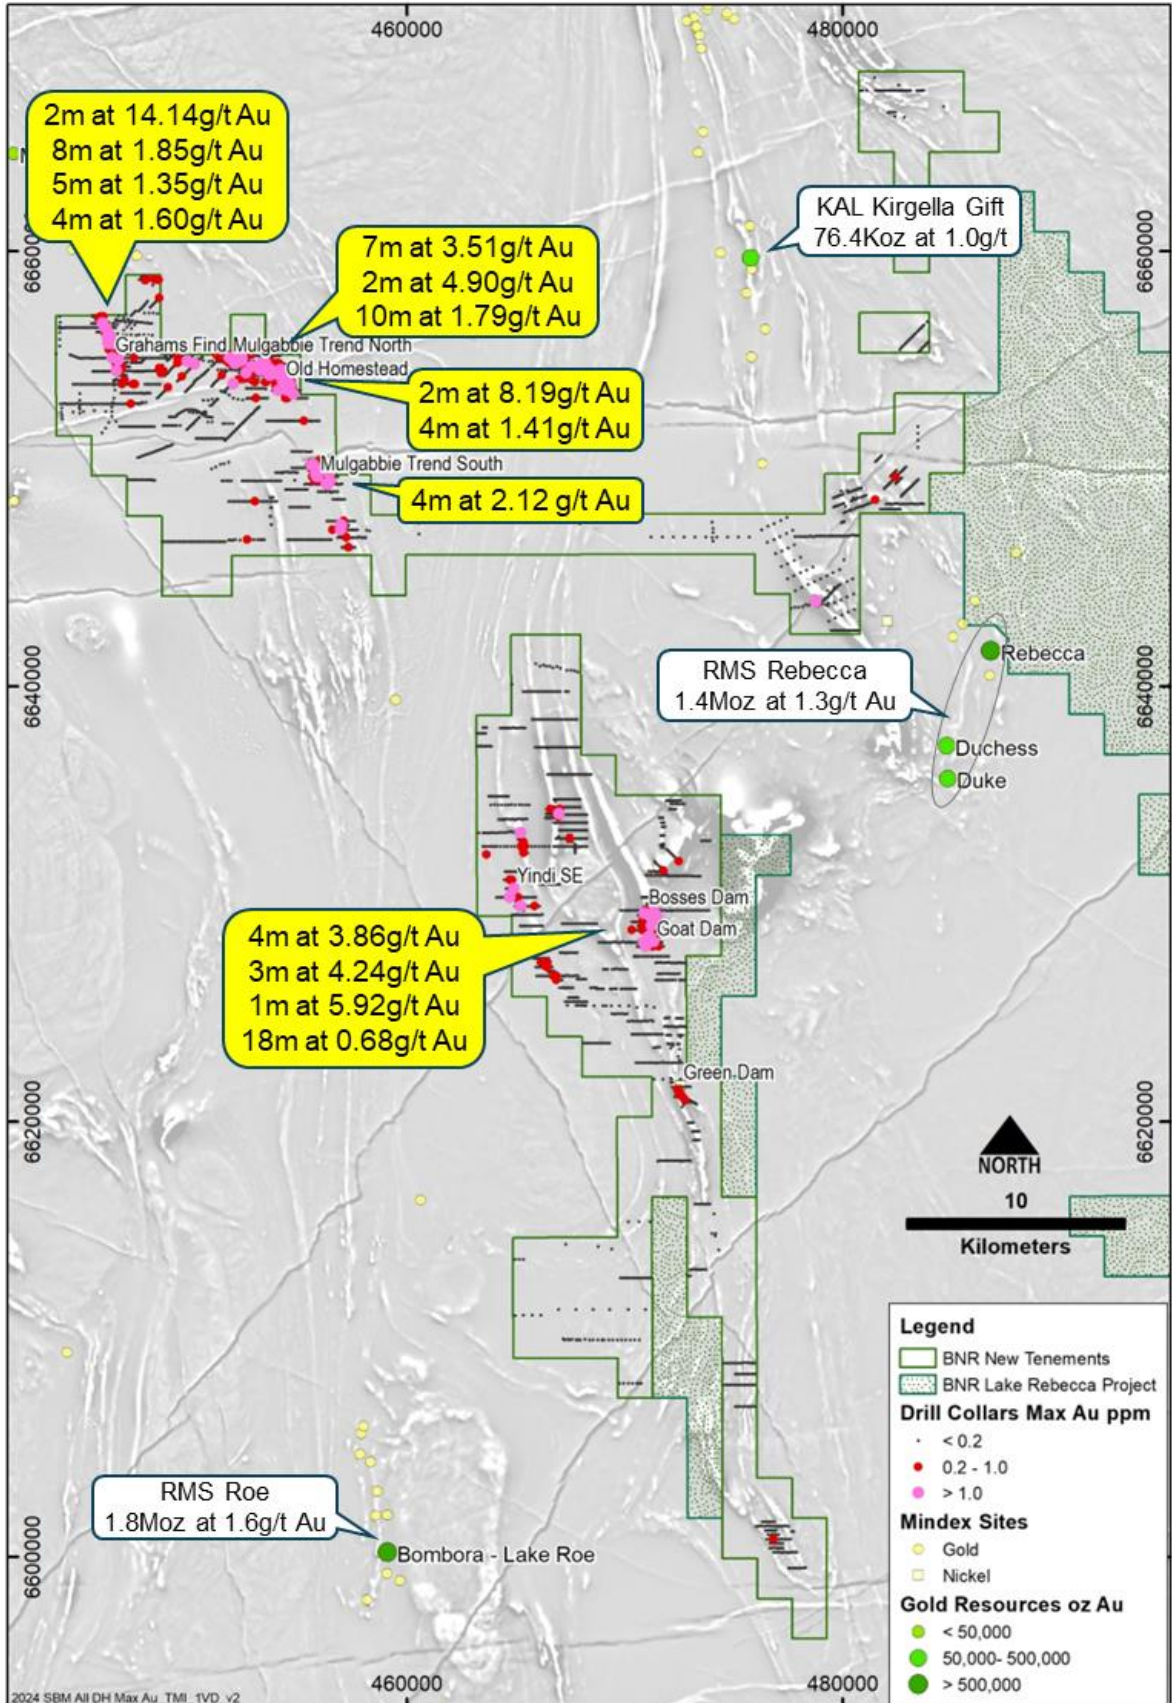 460000
480000
2m at 14.14g/t Au
8m at 1.85g/t Au
5m at 1.35g/t Au
4m at 1.60g/t Au
KAL Kirgella Gift
76.4Koz at 1.0g/t
6660000
6660000
7m at 3.51g/t Au
2m at 4.90g/t Au
10m at 1.79g/t Au
Grahams Find
Mulgabbie Trend North
Old Homestead
2m at 8.19g/t Au
4m at 1.41g/t Au
Mulgabbie Trend South
4m at 2.12 g/t Au
Rebecca
RMS Rebecca
1.4Moz at 1.3g/t Au
6640000
6640000
Duchess
Duke
Yindi SE
Bosses Dam
Goat Dam
4m at 3.86g/t Au
3m at 4.24g/t Au
1m at 5.92g/t Au
18m at 0.68g/t Au
Green Dam
6620000
6620000
NORTH
10
Kilometers
Legend
BNR New Tenements
BNR Lake Rebecca Project
Drill Collars Max Au ppm
< 0.2
0.2 - 1.0
> 1.0
Mindex Sites
Gold
Nickel
Gold Resources oz Au
< 50,000
50,000- 500,000
> 500,000
RMS Roe
1.8Moz at 1.6g/t Au
Bombora - Lake Roe
6600000
460000
480000
2024 SBM All DH Max Au_TMI_1VD_v2